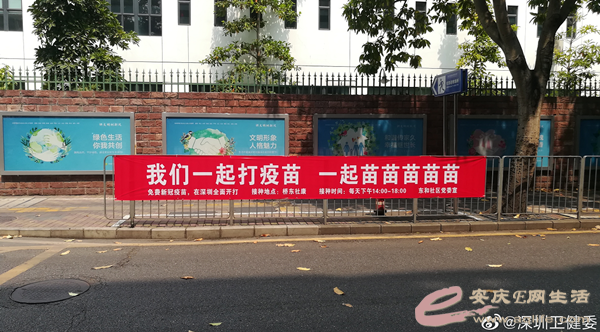 我们一起打疫苗 一起苗苗苗苗苗
免费新冠疫苗，在深圳全面开打 接种地点：桥东社康 接种时间：每天下午14:00-18:00 东和社区党委宣
绿色生活
你我共创
文明形象
人格魅力
安庆E网生活
@深圳卫健委